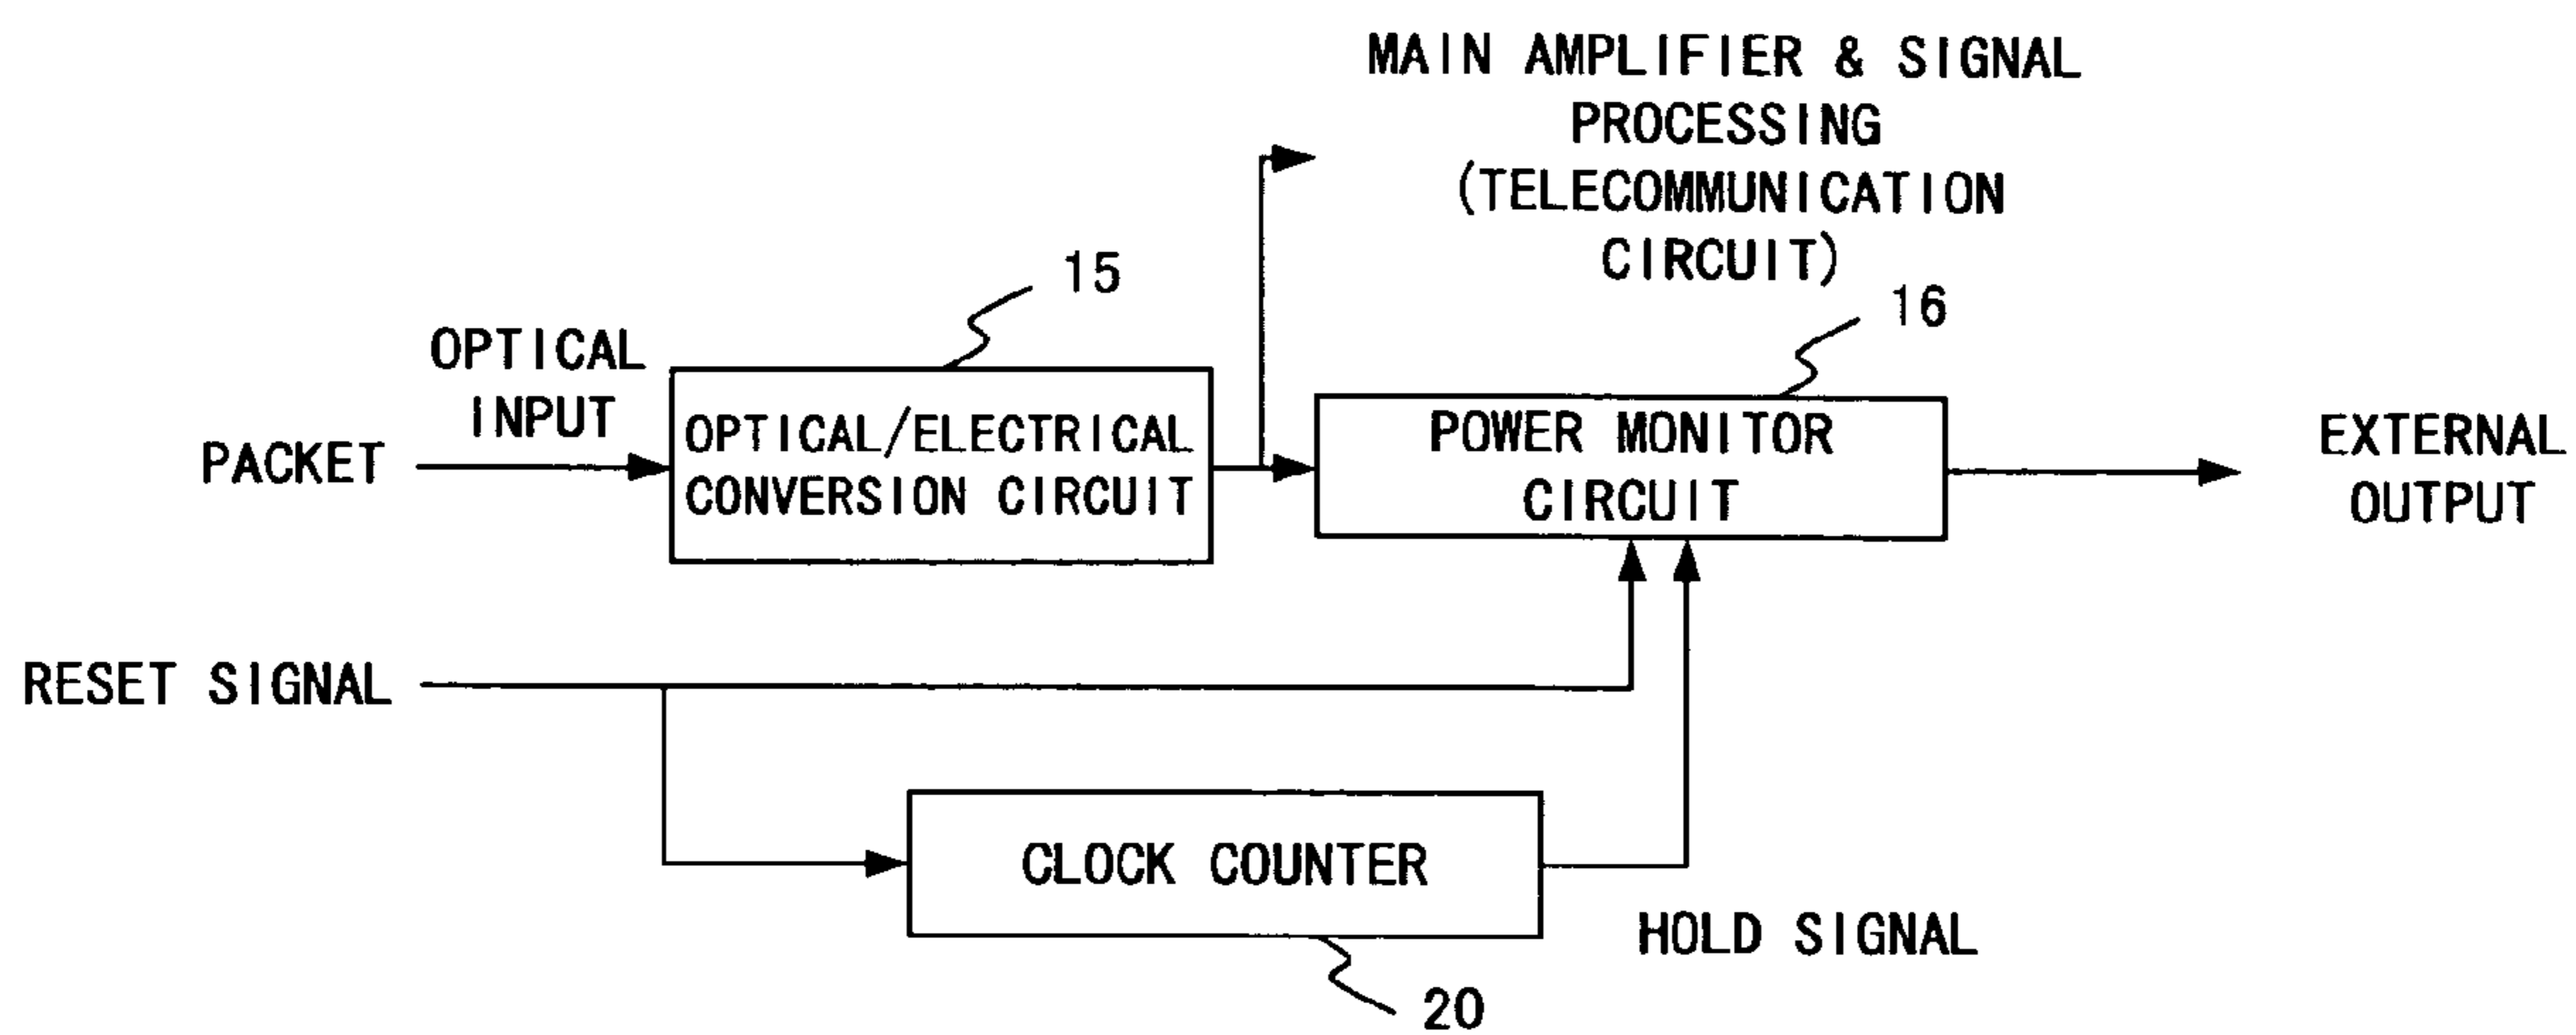 MAIN AMPLIFIER & SIGNAL
PROCESSING
(TELECOMMUNICATION
CIRCUIT)
15
16
OPTICAL
INPUT
PACKET
OPTICAL/ELECTRICAL
CONVERSION CIRCUIT
POWER MONITOR
CIRCUIT
EXTERNAL
OUTPUT
RESET SIGNAL
CLOCK COUNTER
HOLD SIGNAL
20